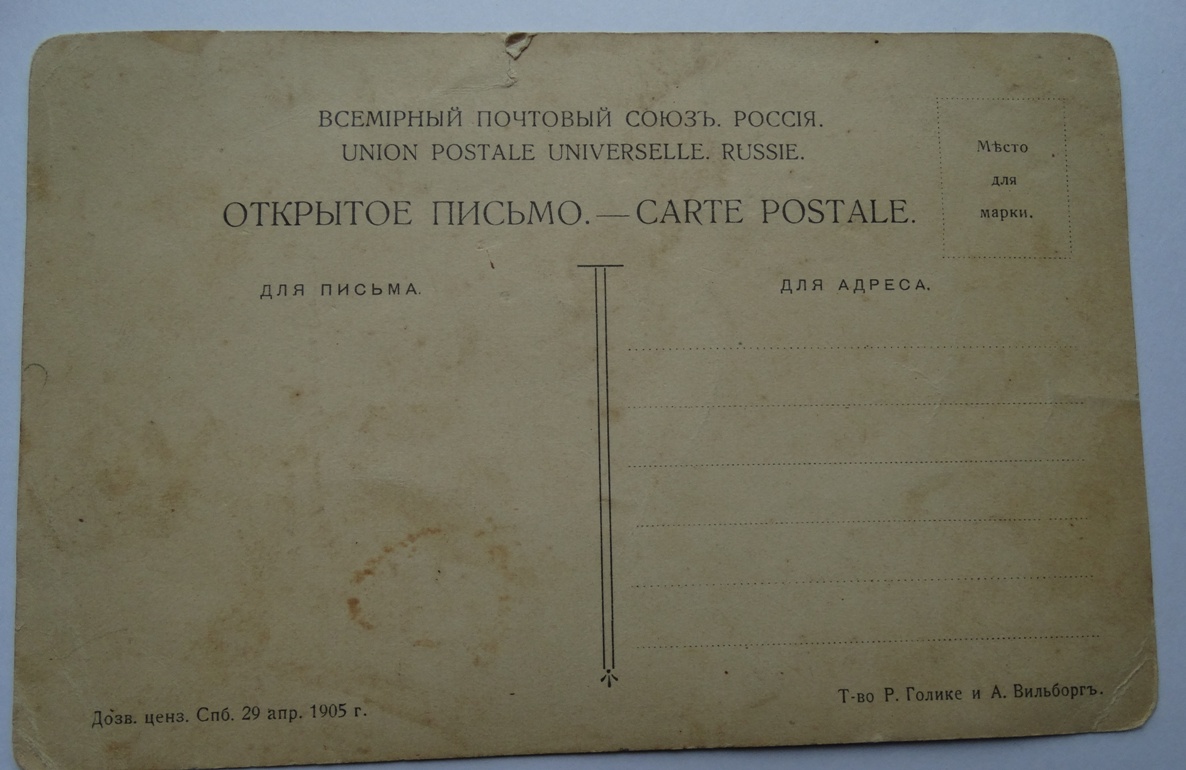 ВСЕМІРНЫЙ ПОЧТОВЫЙ СОЮЗЪ. РОССІЯ.
UNION POSTALE UNIVERSELLE. RUSSIE.
ОТКРЫТОЕ ПИСЬМО.—CARTE POSTALE.
Мѣсто
для
марки.
ДЛЯ ПИСЬМА.
ДЛЯ АДРЕСА.
Дозв. ценз. Спб. 29 апр. 1905 г.
Т-во Р. Голике и А. Вильборгъ.